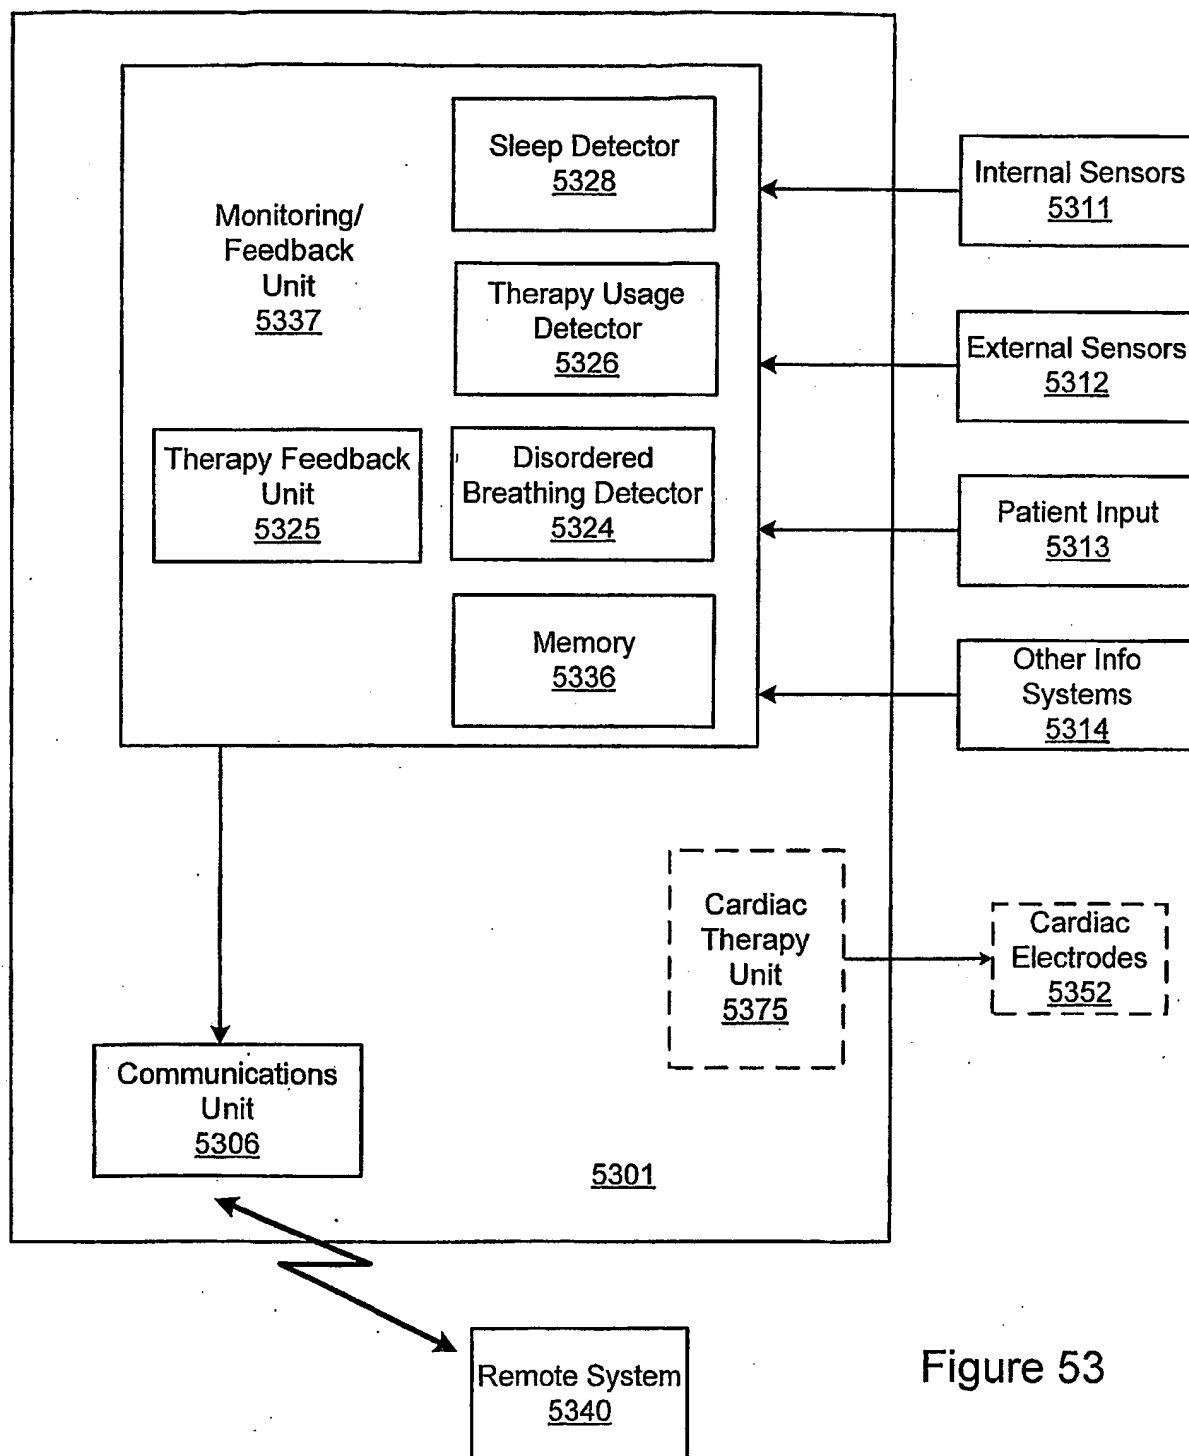 Monitoring/
Feedback
Unit
5337
Sleep Detector
5328
Therapy Usage
Detector
5326
Therapy Feedback
Unit
5325
Disordered
Breathing Detector
5324
Memory
5336
Internal Sensors
5311
External Sensors
5312
Patient Input
5313
Other Info
Systems
5314
Cardiac
Therapy
Unit
5375
Cardiac
Electrodes
5352
Communications
Unit
5306
5301
Remote System
5340
Figure 53